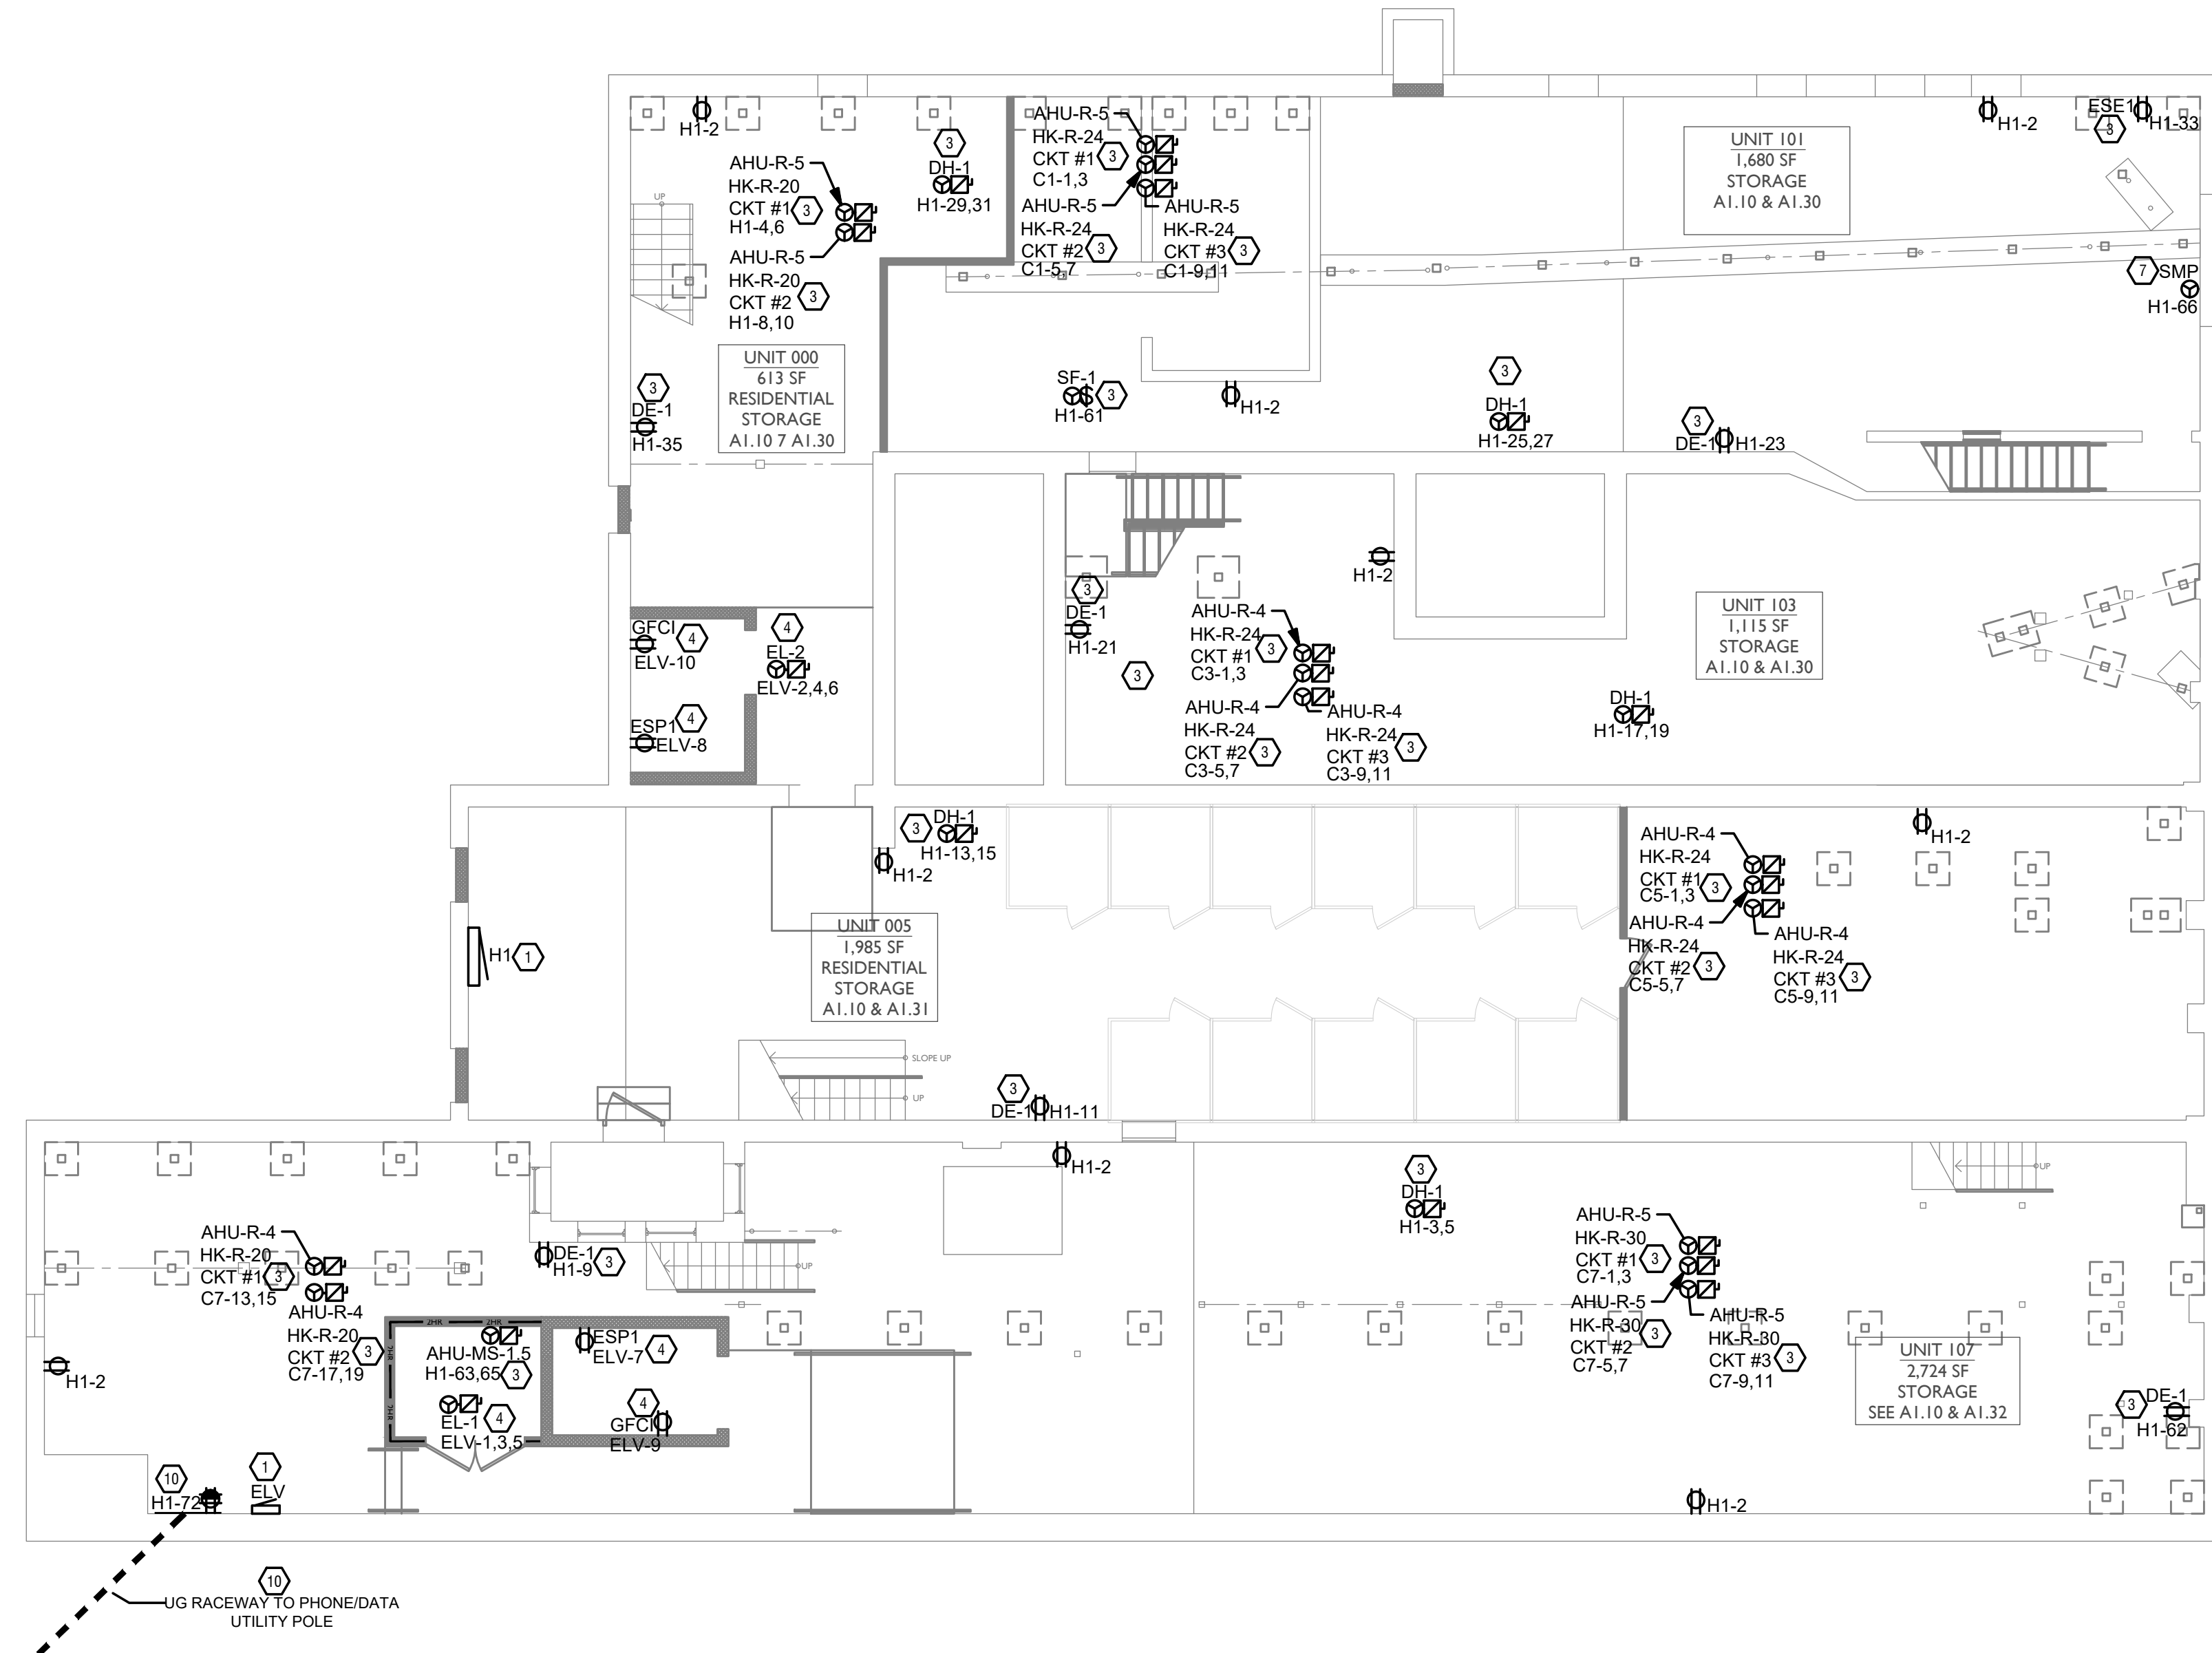 H1-2
AHU-R-5
HK-R-20
CKT #1
3
H1-4,6
AHU-R-5
HK-R-20
CKT #2
3
H1-8,10
UP
3
DH-1
H1-29,31
AHU-R-5
HK-R-24
CKT #1
3
C1-1,3
AHU-R-5
HK-R-24
CKT #2
3
C1-5,7
AHU-R-5
HK-R-24
CKT #3
3
C1-9,11
UNIT 101
1,680 SF
STORAGE
A1.10 & A1.30
H1-2
ESE1
3
H1-33
7
SMP
H1-66
UNIT 000
613 SF
RESIDENTIAL
STORAGE
A1.10 7 A1.30
3
DE-1
H1-35
SF-1
S
3
H1-61
H1-2
3
DH-1
H1-25,27
3
DE-1
H1-23
H1-2
3
DE-1
H1-21
3
AHU-R-4
HK-R-24
CKT #1
3
C3-1,3
AHU-R-4
HK-R-24
CKT #2
3
C3-5,7
AHU-R-4
HK-R-24
CKT #3
3
C3-9,11
UNIT 103
1,115 SF
STORAGE
A1.10 & A1.30
DH-1
H1-17,19
GFCI
4
ELV-10
4
EL-2
ELV-2,4,6
ESP1
4
ELV-8
3
DH-1
H1-13,15
H1-2
H1
1
UNIT 005
1,985 SF
RESIDENTIAL
STORAGE
A1.10 & A1.31
SLOPE UP
UP
3
DE-1
H1-11
AHU-R-4
HK-R-24
CKT #1
3
C5-1,3
AHU-R-4
HK-R-24
CKT #2
3
C5-5,7
AHU-R-4
HK-R-24
CKT #3
3
C5-9,11
H1-2
H1-2
3
DH-1
H1-3,5
UP
AHU-R-4
HK-R-20
CKT #1
3
C7-13,15
AHU-R-4
HK-R-20
CKT #2
3
C7-17,19
DE-1
H1-9
3
UP
H1-2
2HR
2HR
2HR
2HR
AHU-MS-1.5
H1-63,65
3
EL-1
4
ELV-1,3,5
ESP1
ELV-7
4
4
GFCI
ELV-9
AHU-R-5
HK-R-30
CKT #1
3
C7-1,3
AHU-R-5
HK-R-30
CKT #2
3
C7-5,7
AHU-R-5
HK-R-30
CKT #3
3
C7-9,11
UNIT 107
2,724 SF
STORAGE
SEE A1.10 & A1.32
3
DE-1
H1-62
H1-2
10
H1-72
1
ELV
10
UG RACEWAY TO PHONE/DATA
UTILITY POLE